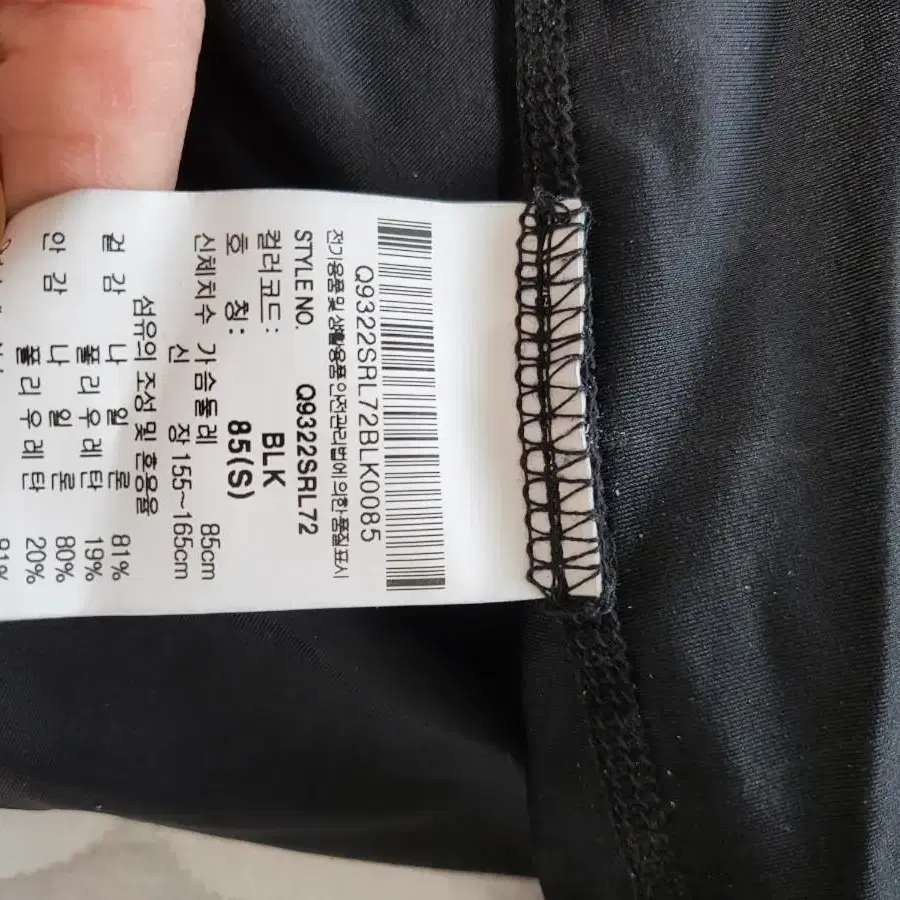 Q9322SRL72BLK0085
전기용품및 생활용품안전관리법에 의한 품질표시
STYLE NO. Q9322SRL72
컬러코드: BLK
호 칭: 85(S)
신체치수 가슴둘레 85cm
신 장 155~165cm
섬유의 조성 및 혼용율
겉 감 나 일 론 81%
폴 리 우 레 탄 19%
안 감 나 일 론 80%
폴 리 우 레 탄 20%